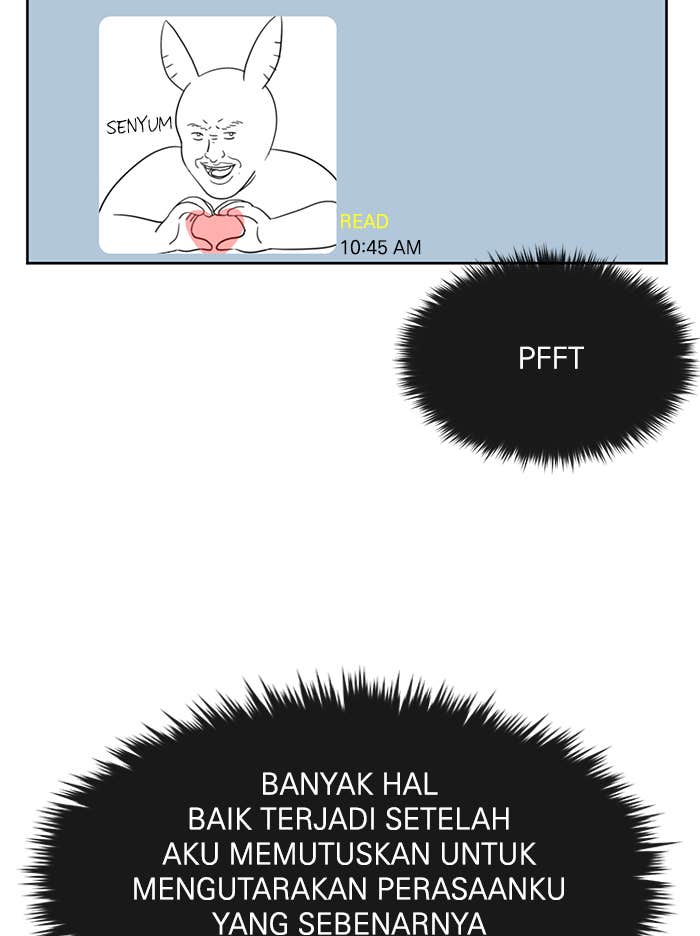 SENYUM
READ
10:45 AM
PFFT
BANYAK HAL
BAIK TERJADI SETELAH
AKU MEMUTUSKAN UNTUK
MENGUTARAKAN PERASAANKU
YANG SEBENARNYA